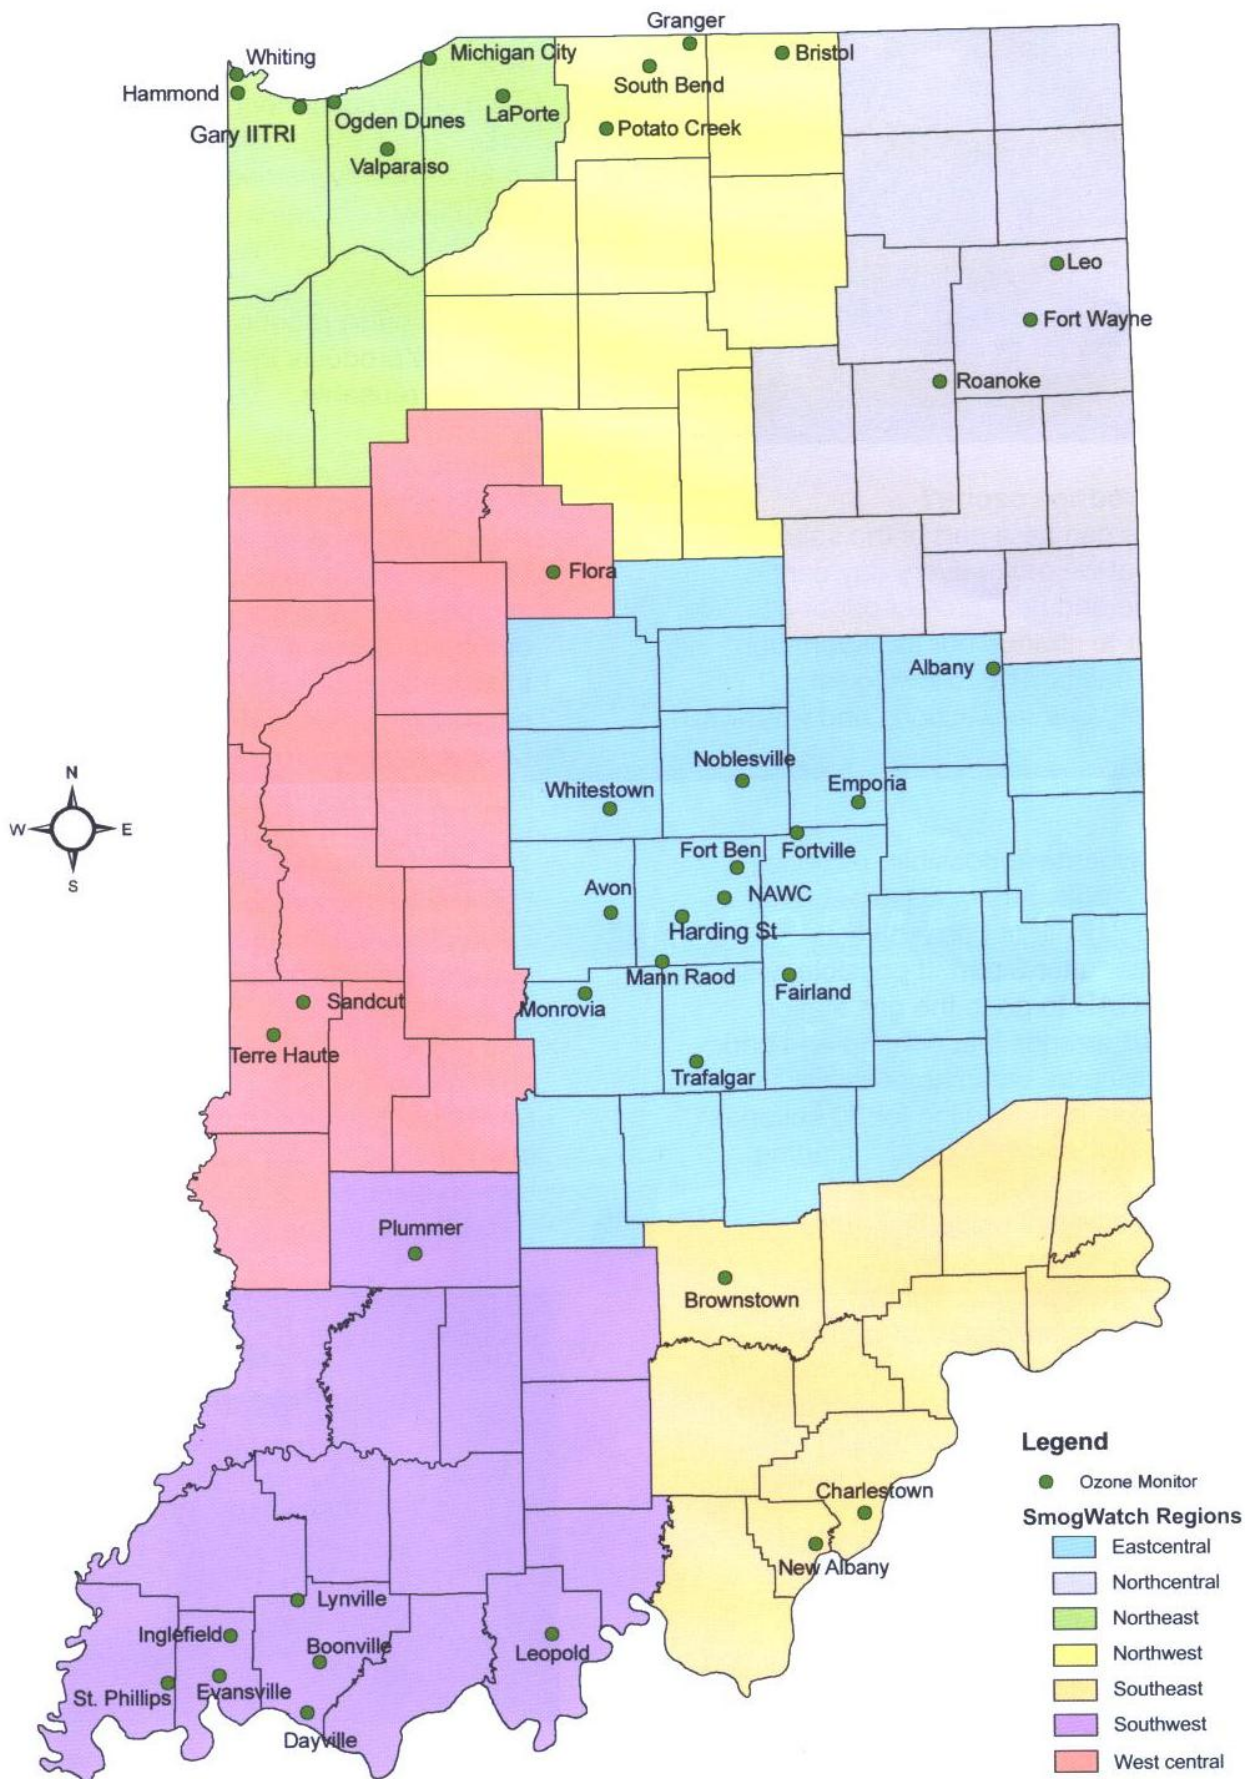 Granger
Whiting
Michigan City
Bristol
South Bend
Hammond
LaPorte
Ogden Dunes
Gary IITRI
Potato Creek
Valparaiso
Leo
Fort Wayne
Roanoke
Flora
Albany
Noblesville
Emporia
Whitestown
N
W
E
S
Fort Ben
Fortville
Avon
NAWC
Harding St
Mann Raod
Fairland
Monrovia
Sandcut
Terre Haute
Trafalgar
Plummer
Brownstown
Charlestown
New Albany
Lynville
Inglefield
Boonville
Leopold
St. Phillips
Evansville
Dayville
Legend
Ozone Monitor
SmogWatch Regions
Eastcentral
Northcentral
Northeast
Northwest
Southeast
Southwest
West central